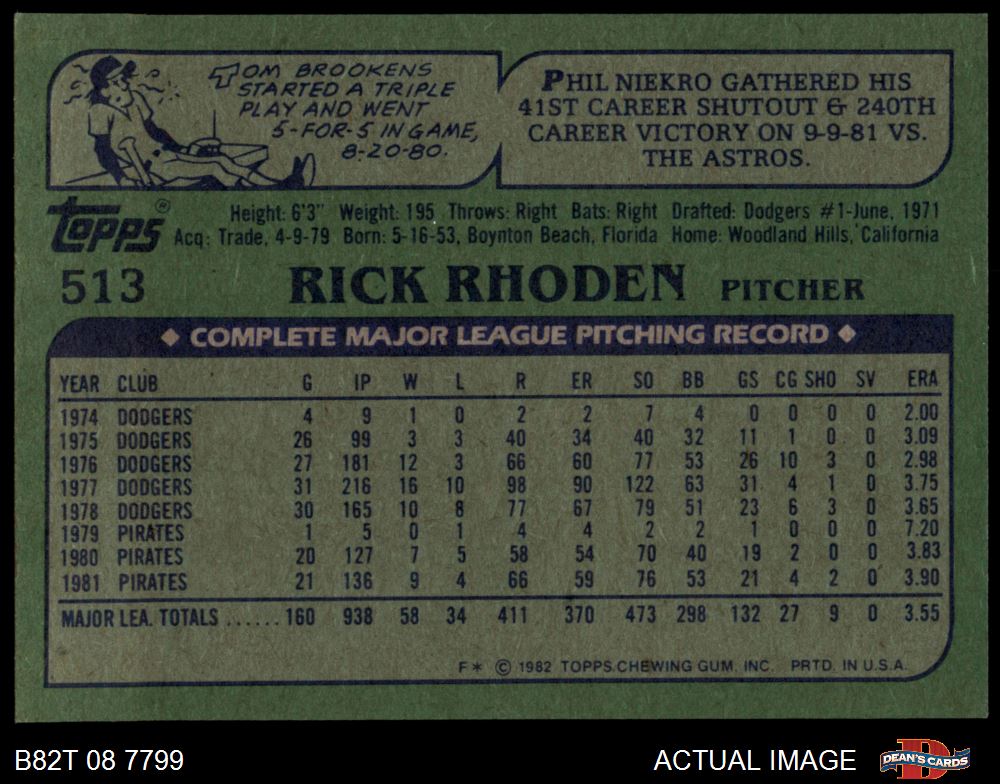 TOM BROOKENS
STARTED A TRIPLE
PLAY AND WENT
5-FOR-5 IN GAME,
8-20-80.
PHIL NIEKRO GATHERED HIS
41ST CAREER SHUTOUT & 240TH
CAREER VICTORY ON 9-9-81 VS.
THE ASTROS.
Topps®
Height: 6'3" Weight: 195 Throws: Right Bats: Right Drafted: Dodgers #1-June, 1971
Acq: Trade, 4-9-79 Born: 5-16-53, Boynton Beach, Florida Home: Woodland Hills, California
513 RICK RHODEN PITCHER
◆ COMPLETE MAJOR LEAGUE PITCHING RECORD ◆
YEAR CLUB G IP W L R ER SO BB GS CG SHO SV ERA
1974 DODGERS 4 9 1 0 2 2 7 4 0 0 0 0 2.00
1975 DODGERS 26 99 3 3 40 34 40 32 11 1 0 0 3.09
1976 DODGERS 27 181 12 3 66 60 77 53 26 10 3 0 2.98
1977 DODGERS 31 216 16 10 98 90 122 63 31 4 1 0 3.75
1978 DODGERS 30 165 10 8 77 67 79 51 23 6 3 0 3.65
1979 PIRATES 1 5 0 1 4 4 2 2 1 0 0 0 7.20
1980 PIRATES 20 127 7 5 58 54 70 40 19 2 0 0 3.83
1981 PIRATES 21 136 9 4 66 59 76 53 21 4 2 0 3.90
MAJOR LEA. TOTALS ...... 160 938 58 34 411 370 473 298 132 27 9 0 3.55
F* © 1982 TOPPS CHEWING GUM, INC. PRTD. IN U.S.A.
B82T 08 7799
ACTUAL IMAGE
DEAN'S CARDS